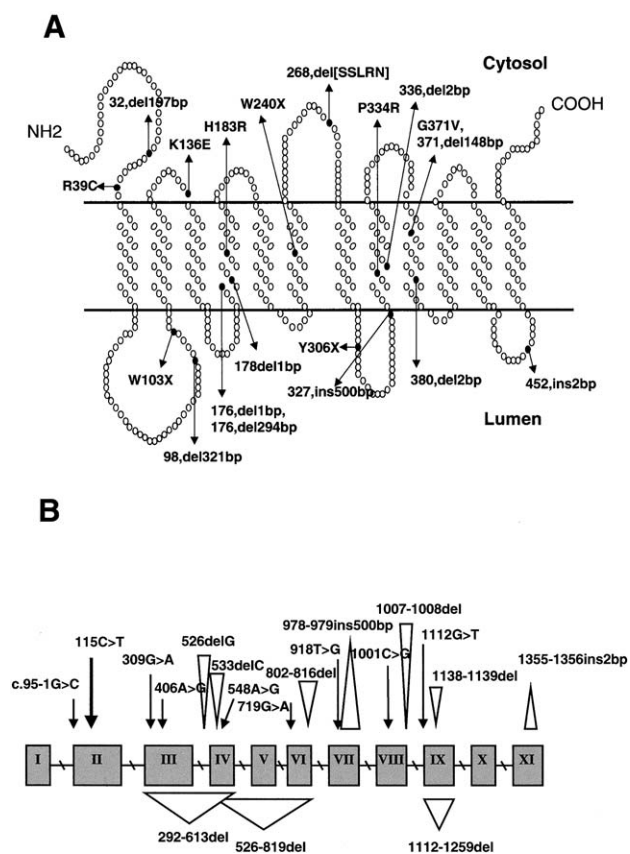 A
Cytosol
268,del[SSLRN]
32,del197bp
W240X
336,del2bp
P334R
COOH
H183R
G371V,
371,del148bp
NH2
K136E
R39C
W103X
178del1bp
Y306X
380,del2bp
452,ins2bp
327,ins500bp
176,del1bp,
176,del294bp
Lumen
98,del321bp
B
1007-1008del
978-979ins500bp
115C>T
526delG
918T>G
1112G>T
1001C>G
309G>A
533delC
802-816del
1138-1139del
1355-1356ins2bp
c.95-1G>C
406A>G
548A>G
719G>A
I II III IV V VI VII VIII IX X XI
292-613del
526-819del
1112-1259del